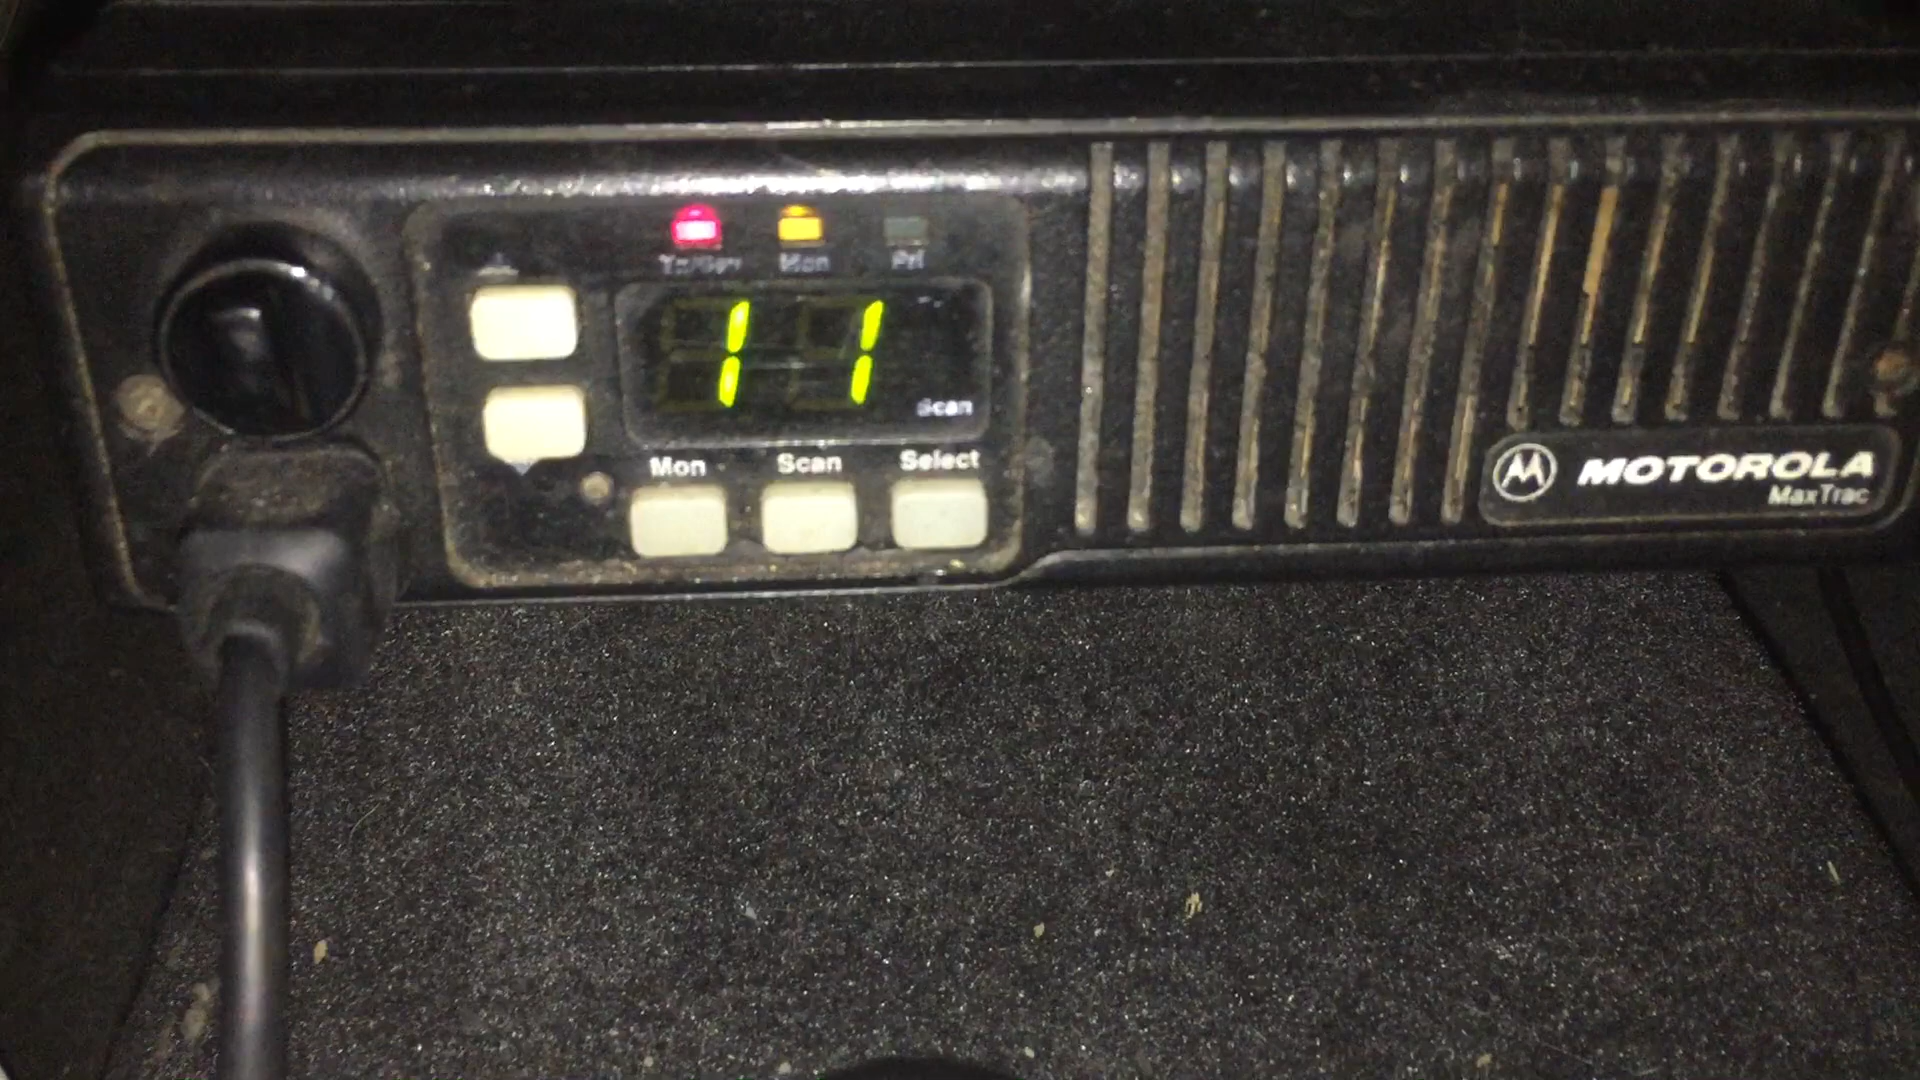 Mon Pri
11
Scan
Mon Scan Select
MOTOROLA
MaxTrac